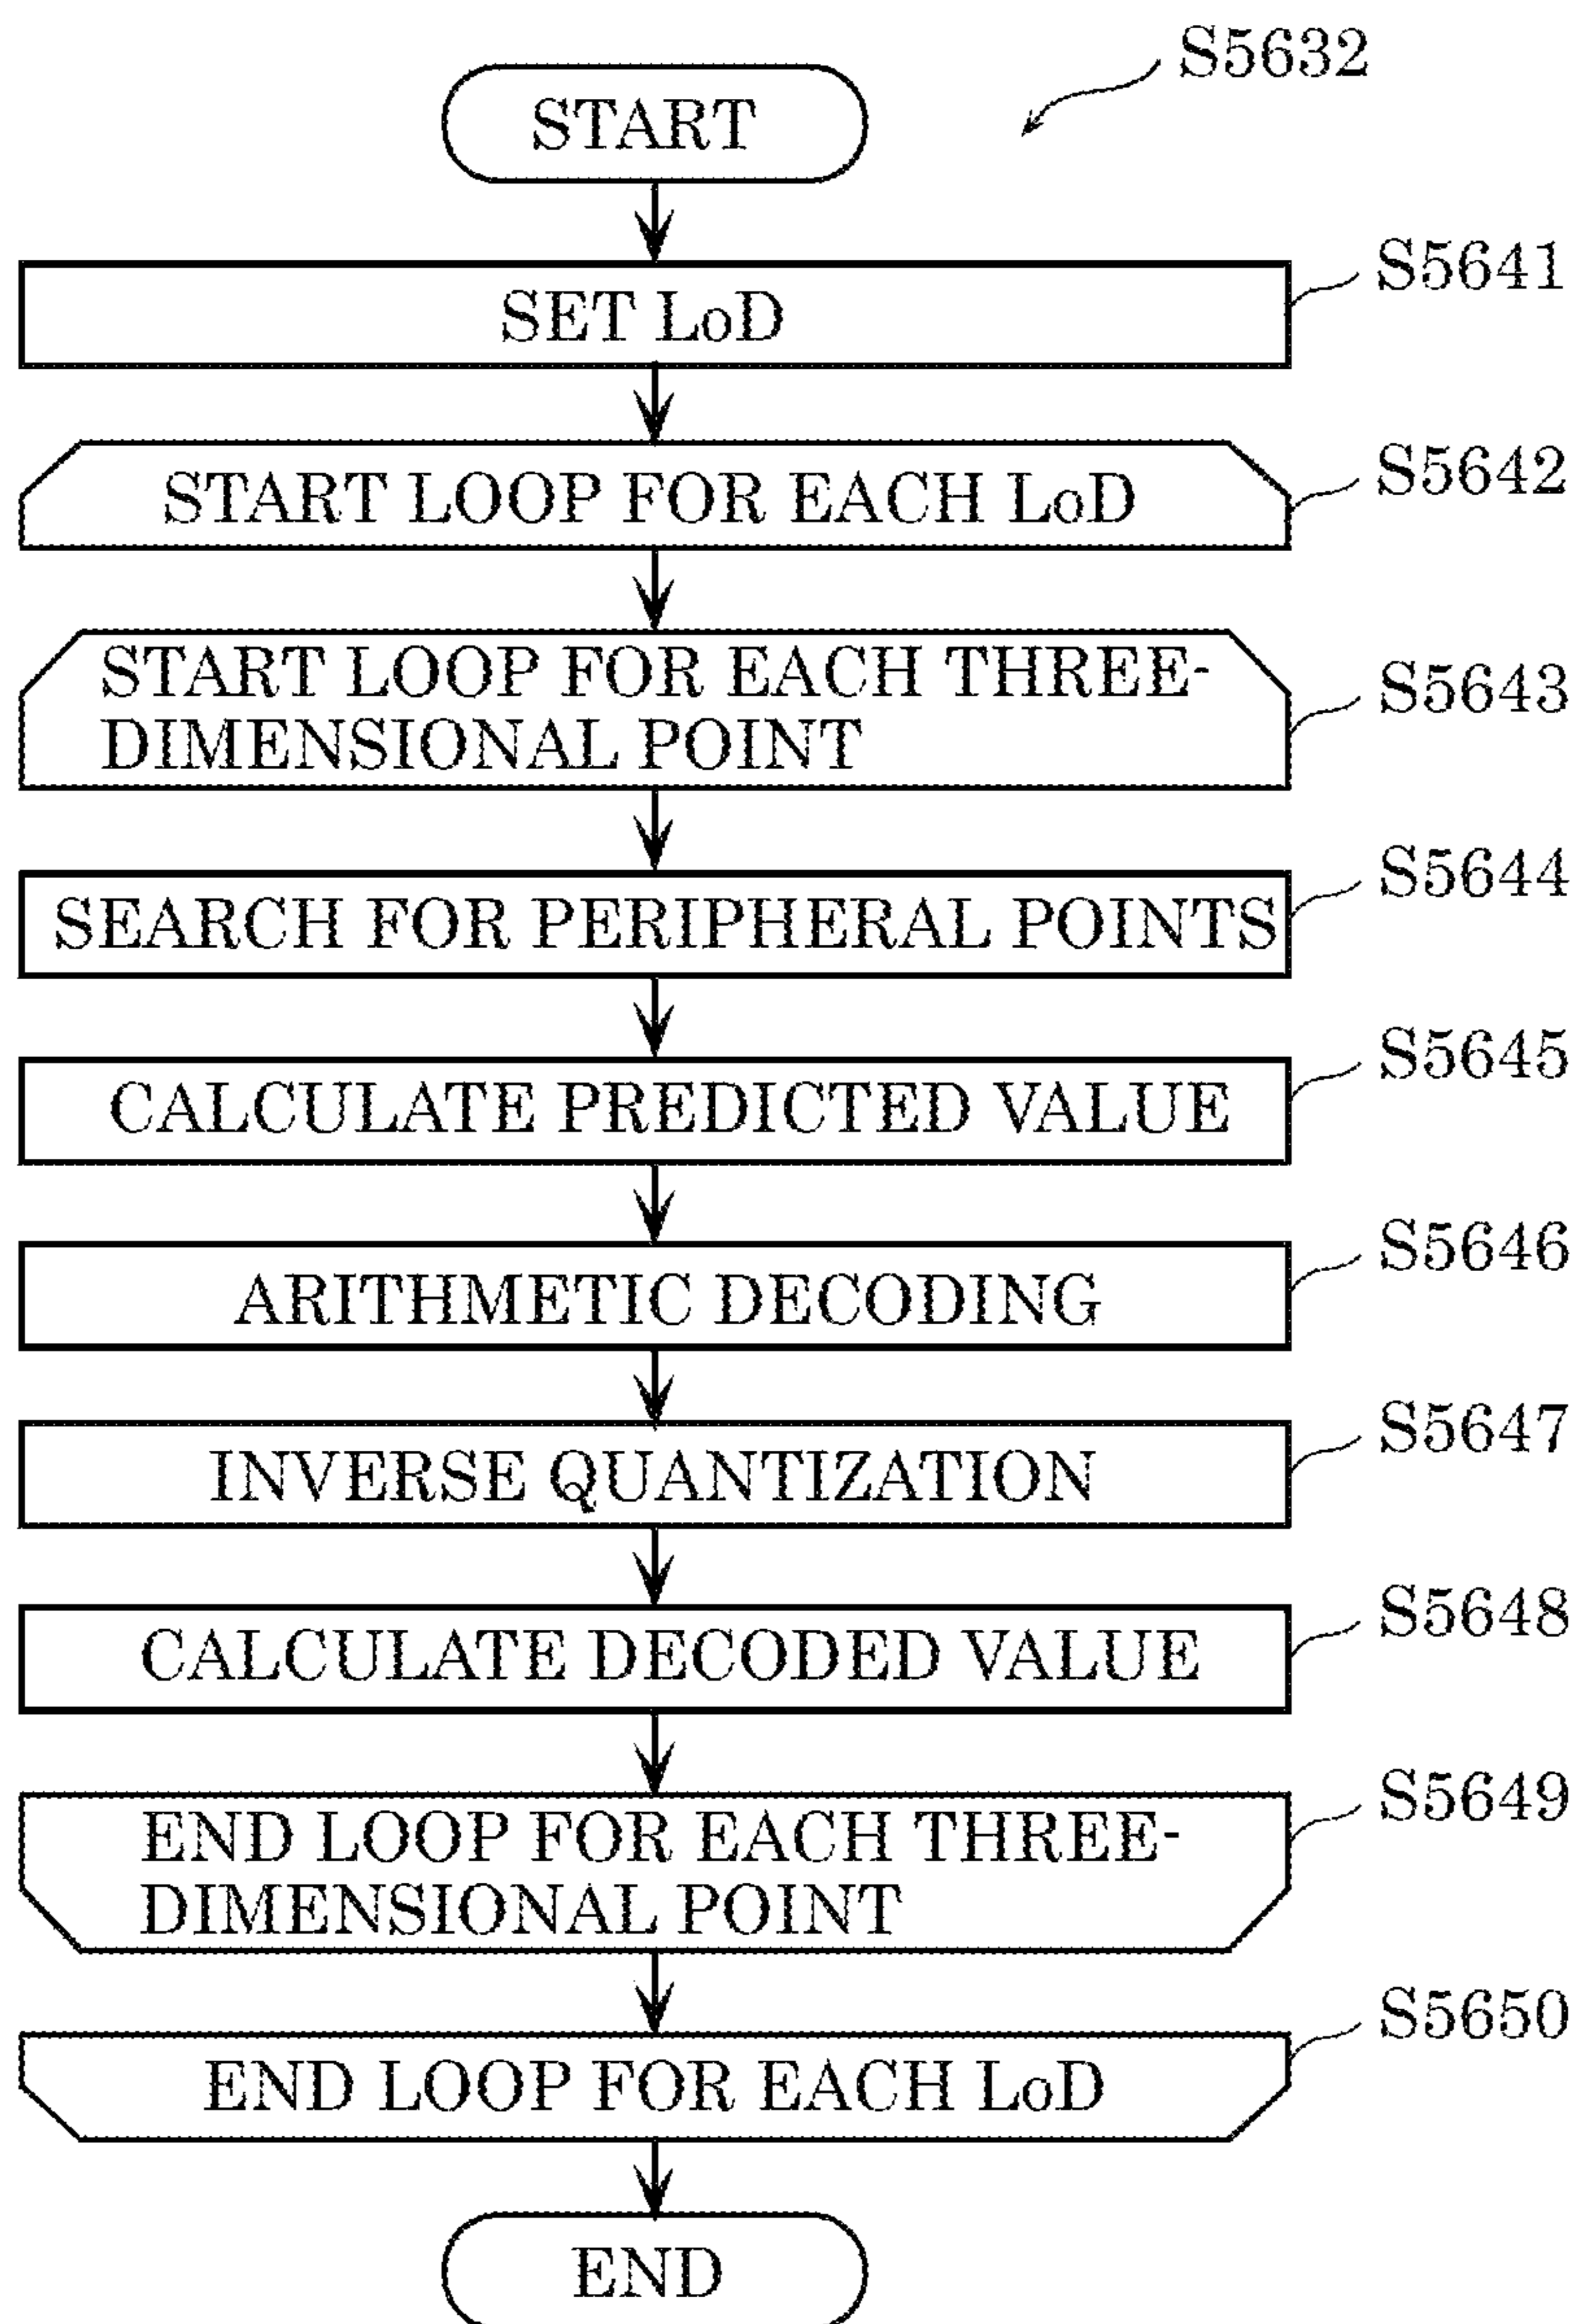 S5632
START
SET LoD
S5641
START LOOP FOR EACH LoD
S5642
START LOOP FOR EACH THREE-
DIMENSIONAL POINT
S5643
SEARCH FOR PERIPHERAL POINTS
S5644
CALCULATE PREDICTED VALUE
S5645
ARITHMETIC DECODING
S5646
INVERSE QUANTIZATION
S5647
CALCULATE DECODED VALUE
S5648
END LOOP FOR EACH THREE-
DIMENSIONAL POINT
S5649
END LOOP FOR EACH LoD
S5650
END